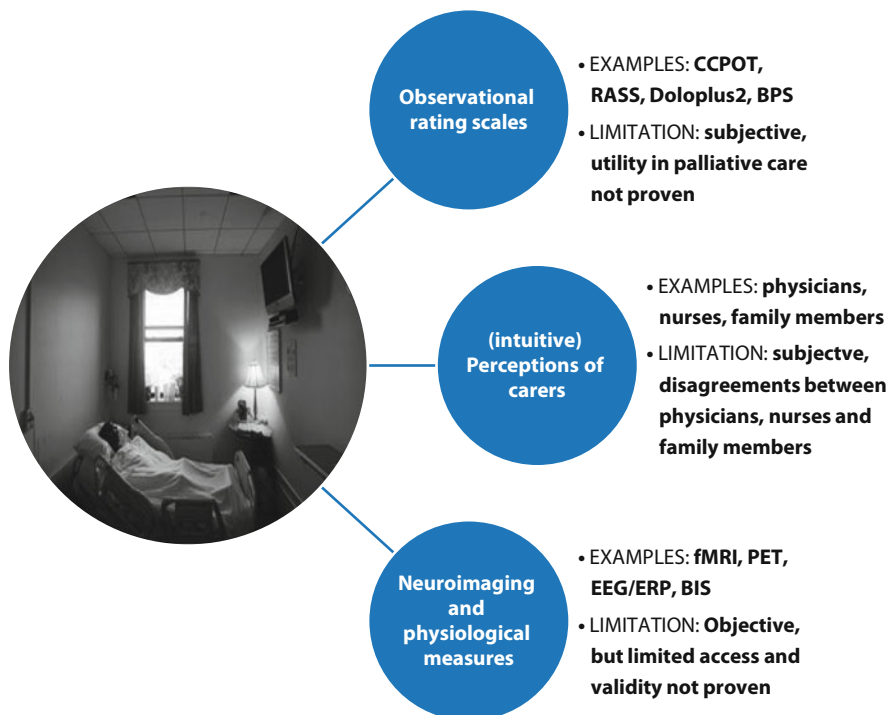 Observational
rating scales
• EXAMPLES: CCPOT,
RASS, Doloplus2, BPS
• LIMITATION: subjective,
utility in palliative care
not proven
(intuitive)
Perceptions of
carers
• EXAMPLES: physicians,
nurses, family members
• LIMITATION: subjectve,
disagreements between
physicians, nurses and
family members
Neuroimaging
and
physiological
measures
• EXAMPLES: fMRI, PET,
EEG/ERP, BIS
• LIMITATION: Objective,
but limited access and
validity not proven